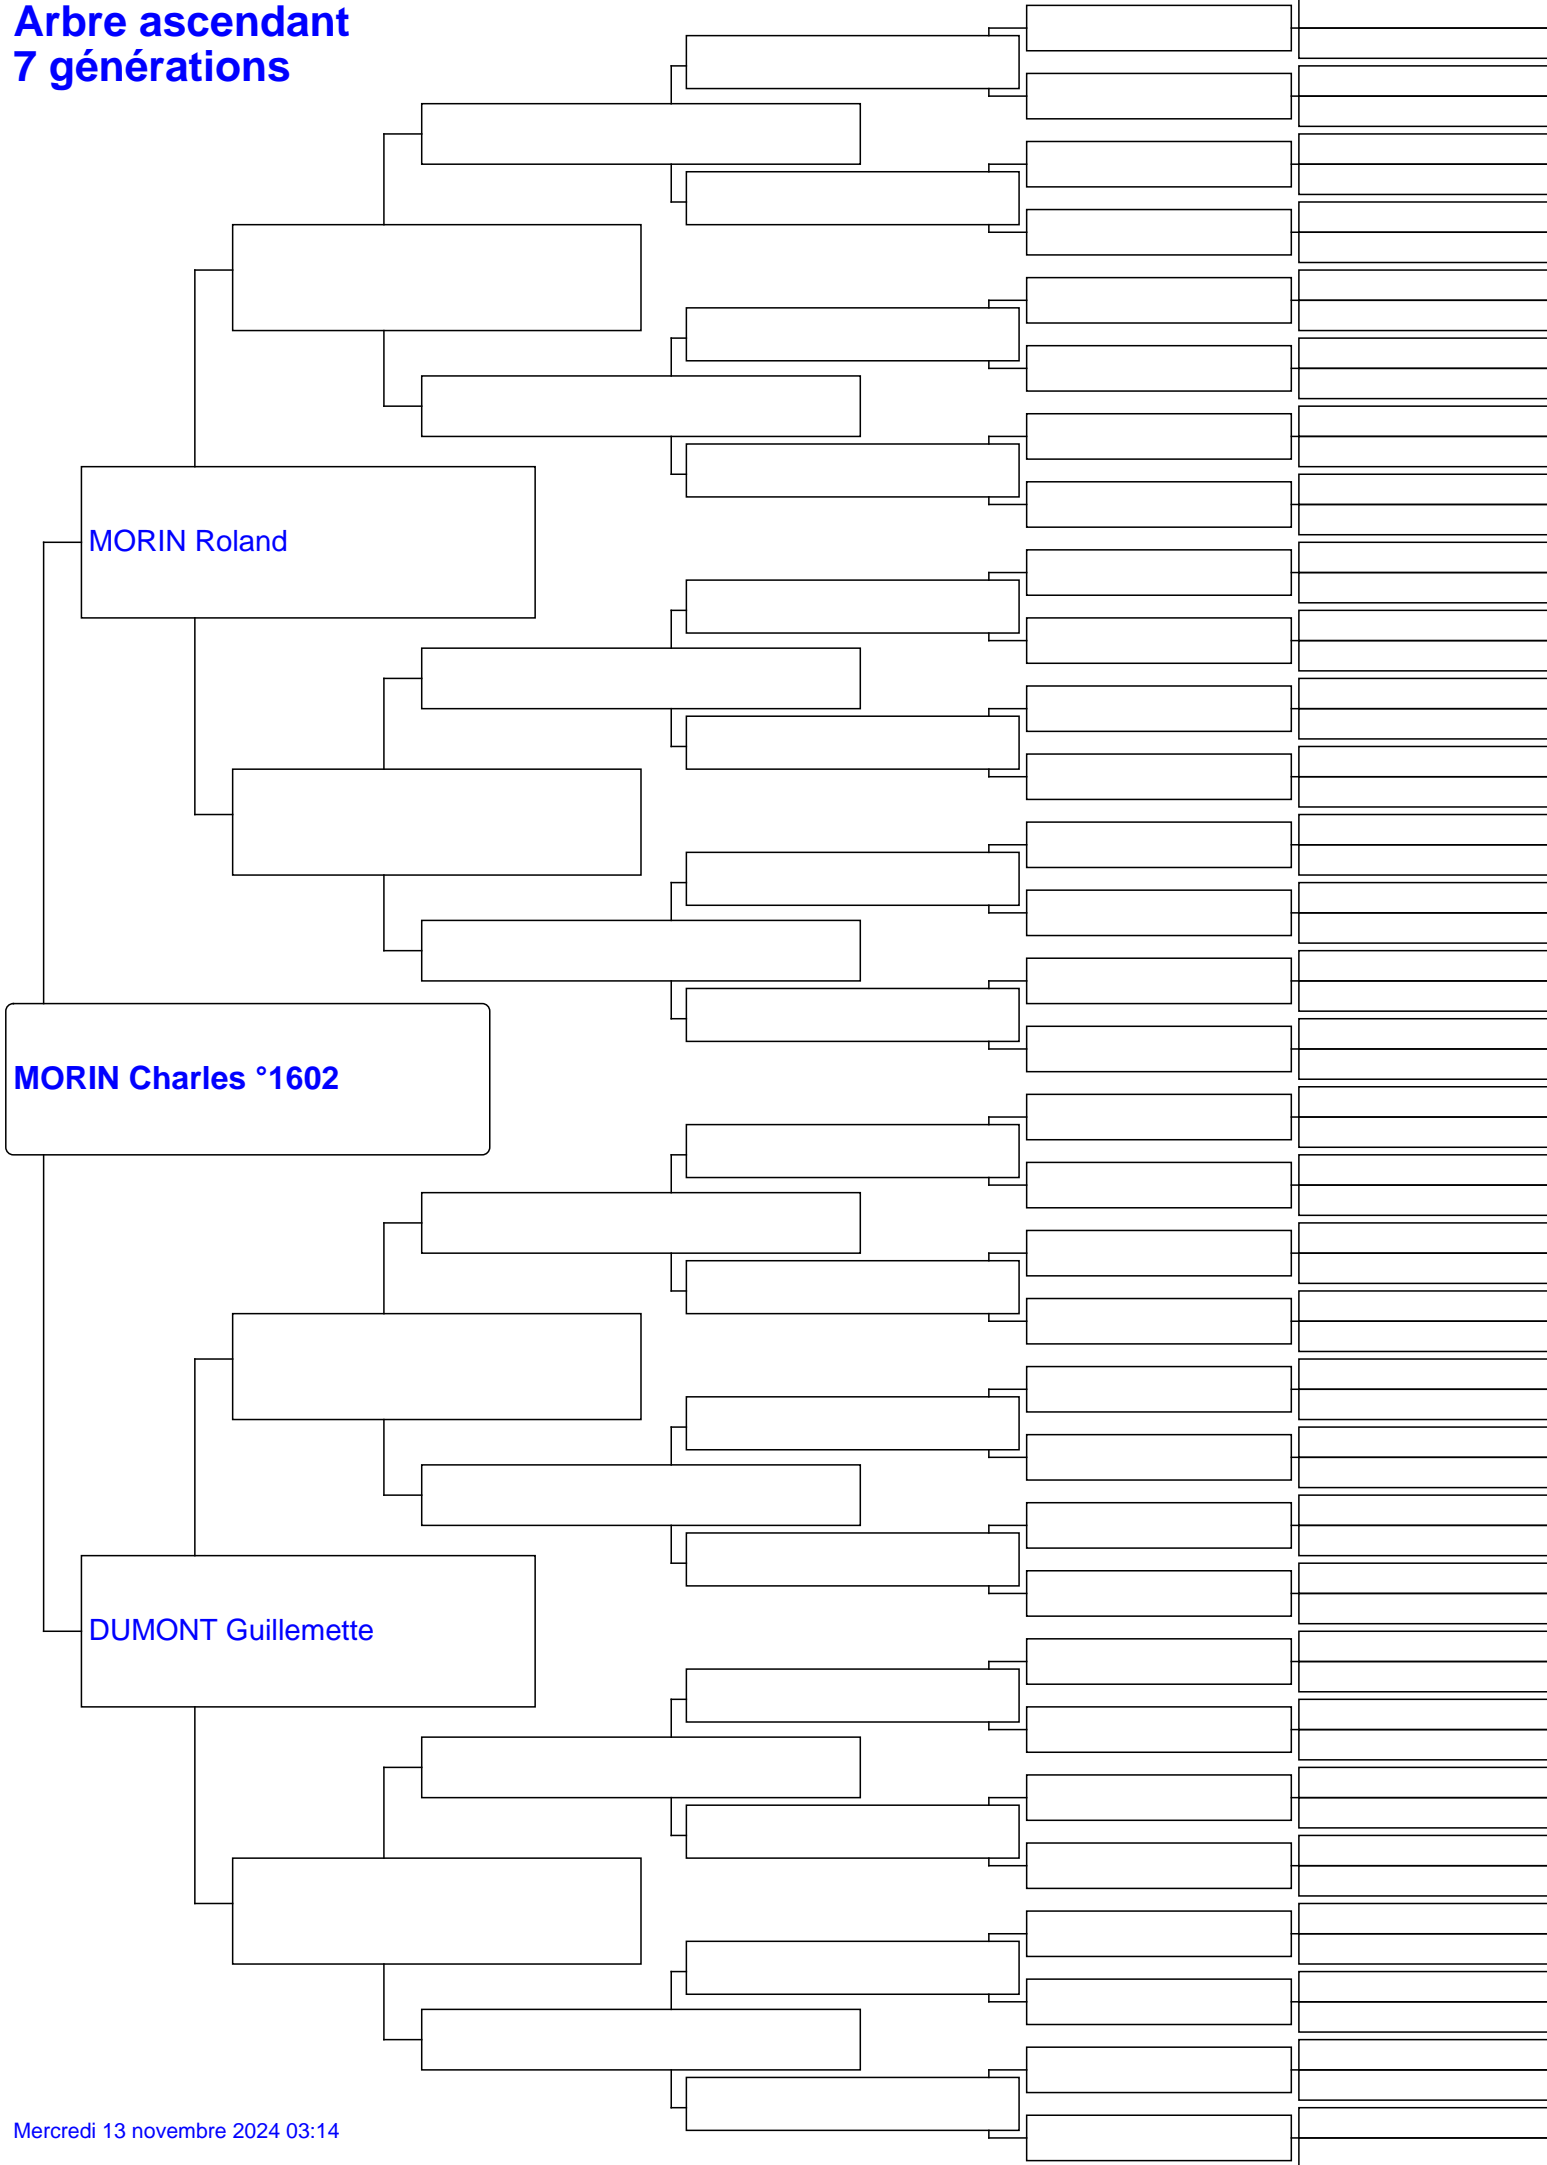 Arbre ascendant
7 générations
MORIN Roland
MORIN Charles °1602
DUMONT Guillemette
Mercredi 13 novembre 2024 03:14